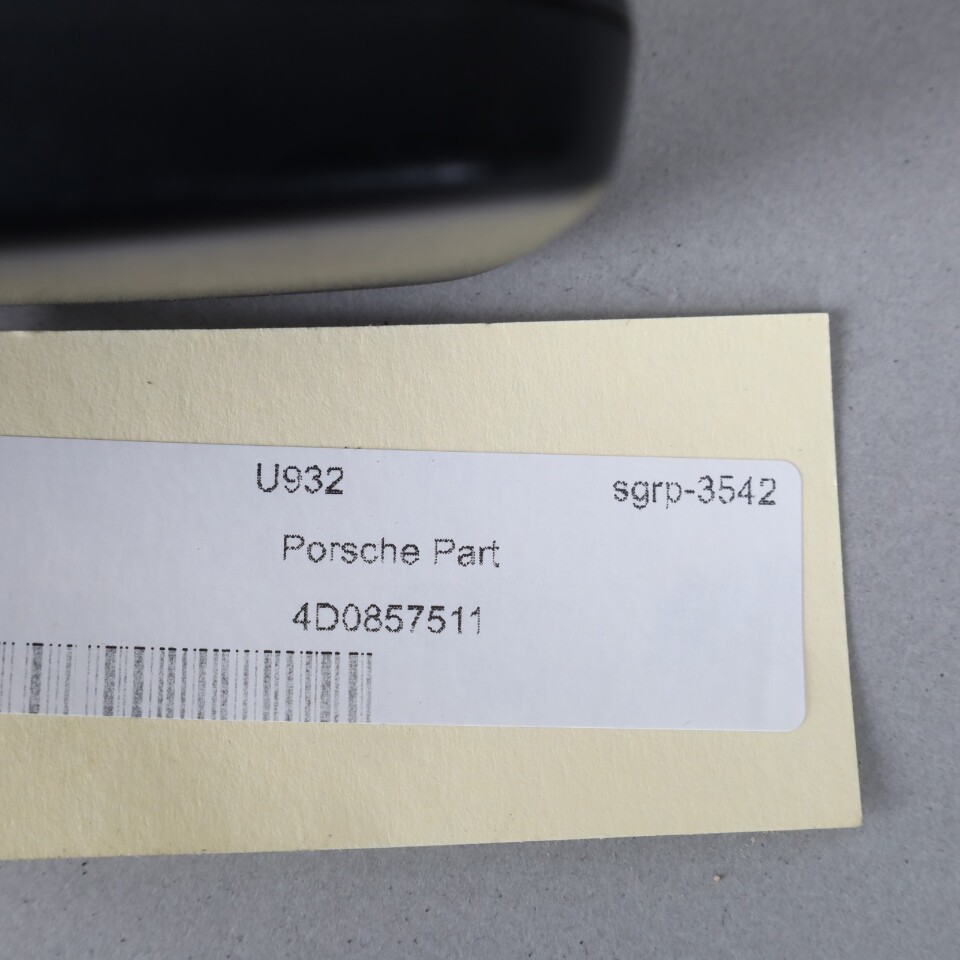 U932 sgrp-3542
Porsche Part
4D0857511